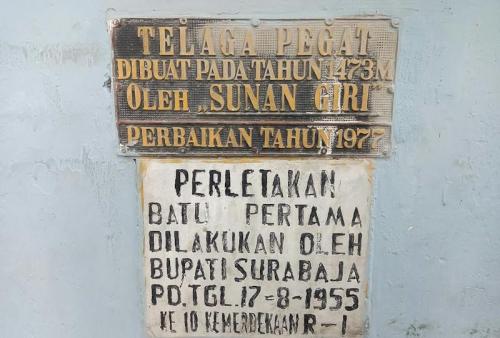 TELAGA PEGAT
DIBUAT PADA TAHUN 1473.M
OLEH „SUNAN GIRI"
PERBAIKAN TAHUN 1977
PERLETAKAN
BATU PERTAMA
DILAKUKAN OLEH
BUPATI SURABAJA
PD.TGL.17=8-1955
KE 10 KEMERDEKAAN R-I